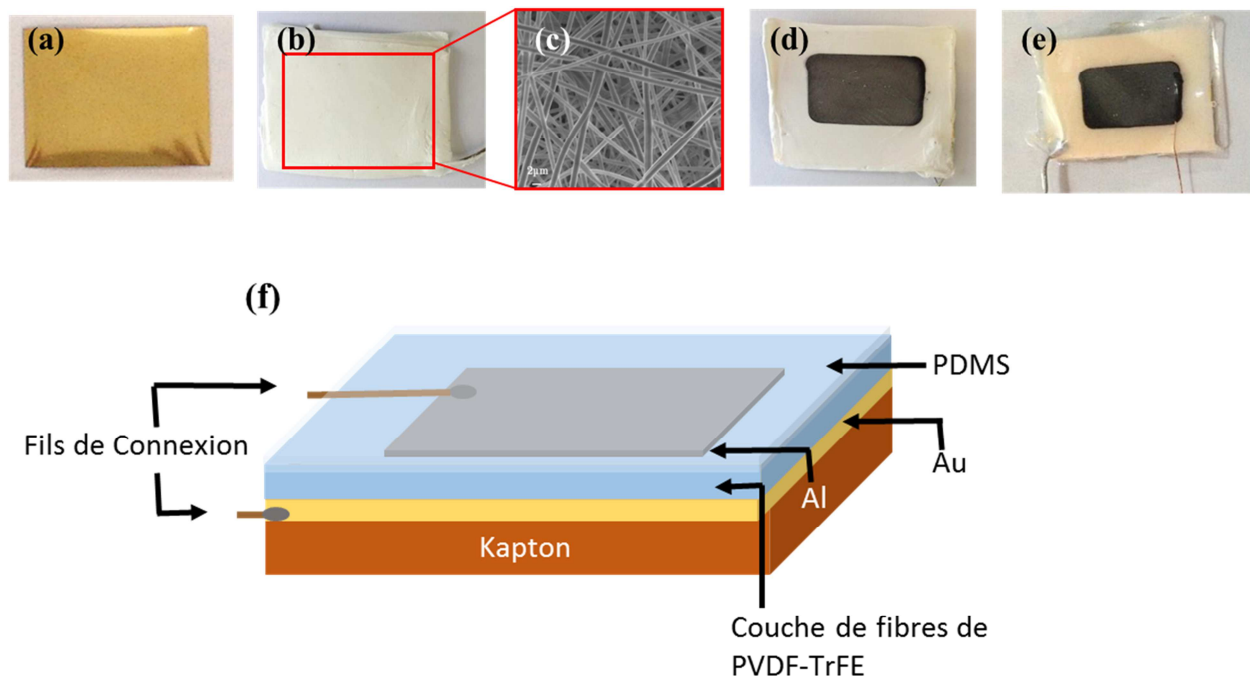 (a)
(b)
(c)
(d)
(e)
2µm
(f)
PDMS
Fils de Connexion
Au
Al
Kapton
Couche de fibres de
PVDF-TrFE